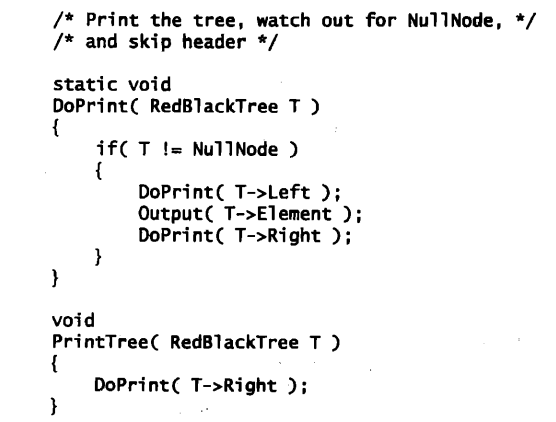 /* Print the tree, watch out for NullNode, */
/* and skip header */
static void
DoPrint( RedBlackTree T )
{
if( T != NullNode )
{
DoPrint( T->Left );
Output( T->Element );
DoPrint( T->Right );
}
}
void
PrintTree( RedBlackTree T )
{
DoPrint( T->Right );
}